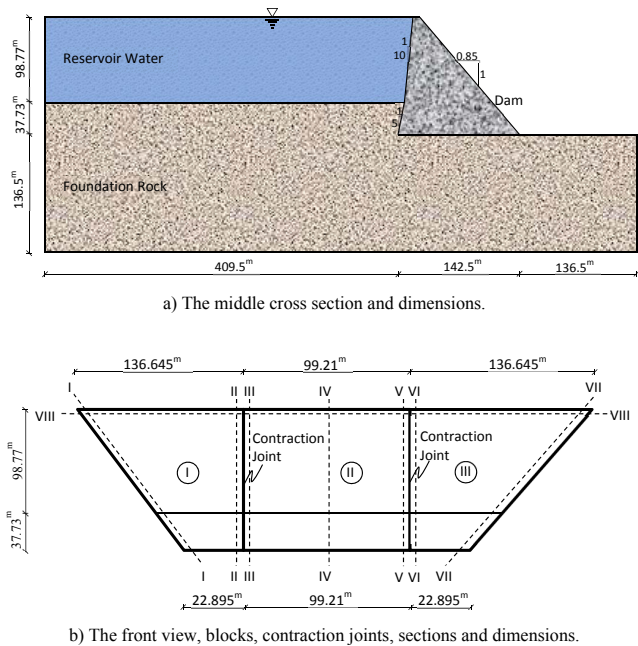 98.77ᵐ
37.73ᵐ
136.5ᵐ
Reservoir Water
1
10
0.85
1
Dam
1
5
Foundation Rock
409.5ᵐ
142.5ᵐ
136.5ᵐ
a) The middle cross section and dimensions.
136.645ᵐ
99.21ᵐ
136.645ᵐ
I
II
III
IV
V
VI
VII
VIII
VIII
98.77ᵐ
37.73ᵐ
Contraction
Joint
Contraction
Joint
I
II
III
I
II
III
IV
V
VI
VII
22.895ᵐ
99.21ᵐ
22.895ᵐ
b) The front view, blocks, contraction joints, sections and dimensions.